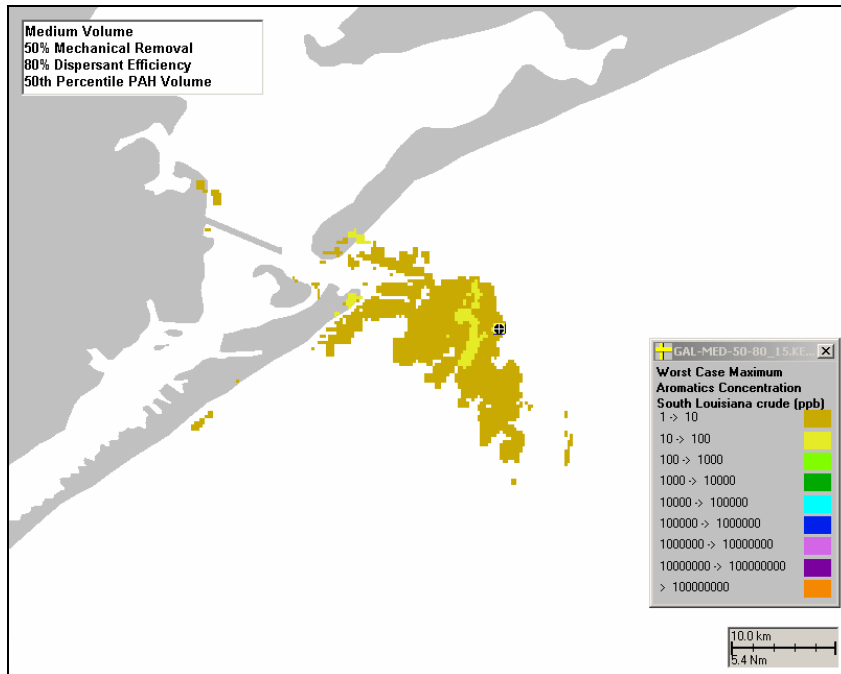 Medium Volume
50% Mechanical Removal
80% Dispersant Efficiency
50th Percentile PAH Volume
GAL-MED-50-80_15.KE...
Worst Case Maximum
Aromatics Concentration
South Louisiana crude (ppb)
1 -> 10
10 -> 100
100 -> 1000
1000 -> 10000
10000 -> 100000
100000 -> 1000000
1000000 -> 10000000
10000000 -> 100000000
> 100000000
10.0 km
5.4 Nm